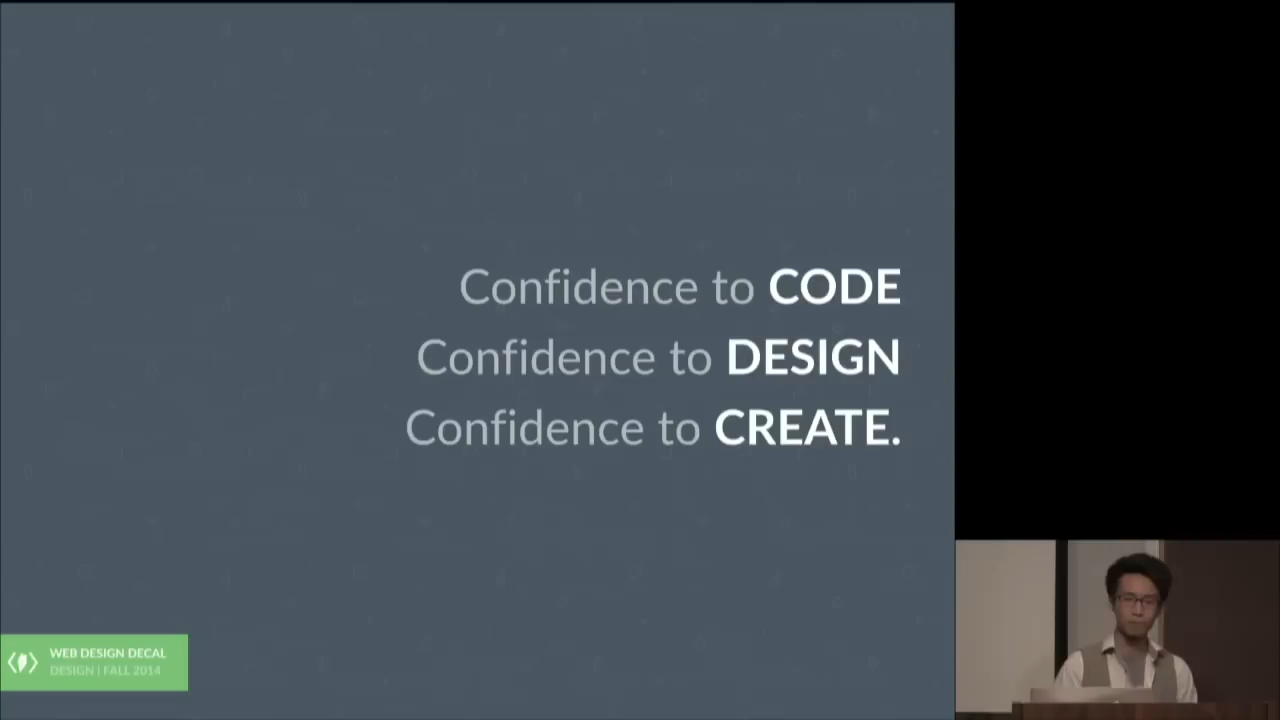 Confidence to CODE
Confidence to DESIGN
Confidence to CREATE.
WEB DESIGN DECAL
DESIGN | FALL 2014